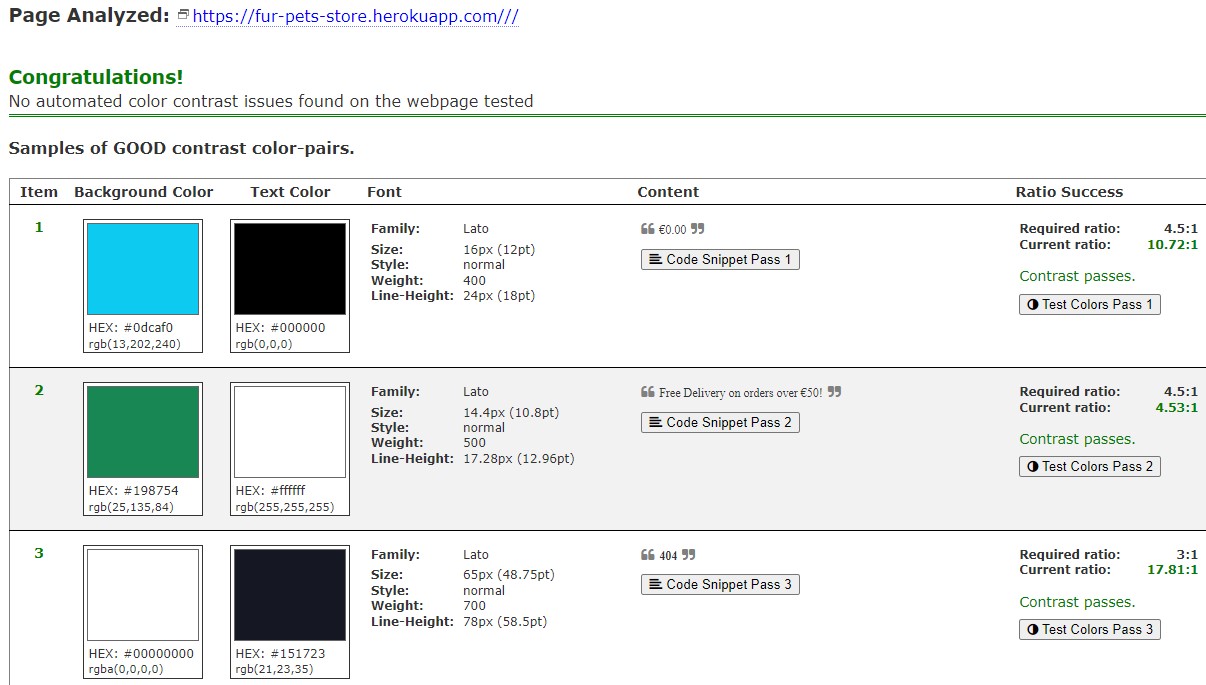 Page Analyzed: https://fur-pets-store.herokuapp.com///
Congratulations!
No automated color contrast issues found on the webpage tested
Samples of GOOD contrast color-pairs.
Item Background Color Text Color Font Content Ratio Success
1
HEX: #0dcaf0
rgb(13,202,240)
HEX: #000000
rgb(0,0,0)
Family: Lato
Size: 16px (12pt)
Style: normal
Weight: 400
Line-Height: 24px (18pt)
❝ €0.00 ❞
Code Snippet Pass 1
Required ratio: 4.5:1
Current ratio: 10.72:1
Contrast passes.
Test Colors Pass 1
2
HEX: #198754
rgb(25,135,84)
HEX: #ffffff
rgb(255,255,255)
Family: Lato
Size: 14.4px (10.8pt)
Style: normal
Weight: 500
Line-Height: 17.28px (12.96pt)
❝ Free Delivery on orders over €50! ❞
Code Snippet Pass 2
Required ratio: 4.5:1
Current ratio: 4.53:1
Contrast passes.
Test Colors Pass 2
3
HEX: #00000000
rgba(0,0,0,0)
HEX: #151723
rgb(21,23,35)
Family: Lato
Size: 65px (48.75pt)
Style: normal
Weight: 700
Line-Height: 78px (58.5pt)
❝ 404 ❞
Code Snippet Pass 3
Required ratio: 3:1
Current ratio: 17.81:1
Contrast passes.
Test Colors Pass 3